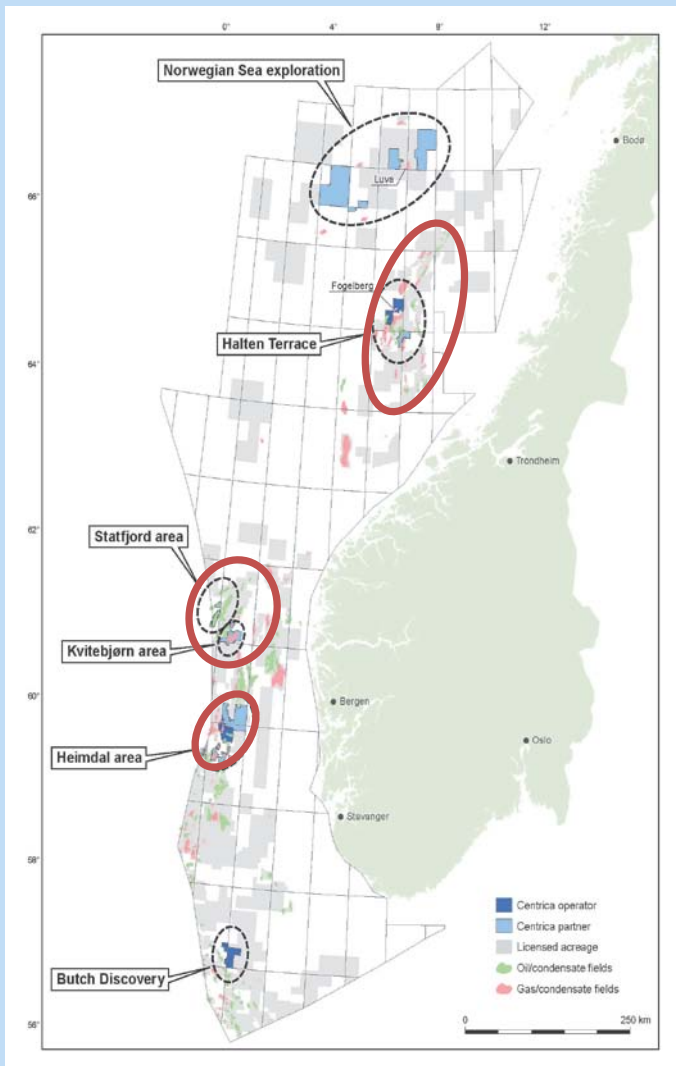 0°
4°
8°
12°
Norwegian Sea exploration
Bodø
Luva
66°
Fogelberg
Halten Terrace
64°
Trondheim
62°
Statfjord area
Kvitebjørn area
60°
Bergen
Oslo
Heimdal area
Stavanger
58°
Centrica operator
Centrica partner
Licensed acreage
Oil/condensate fields
Gas/condensate fields
Butch Discovery
56°
0
250 km